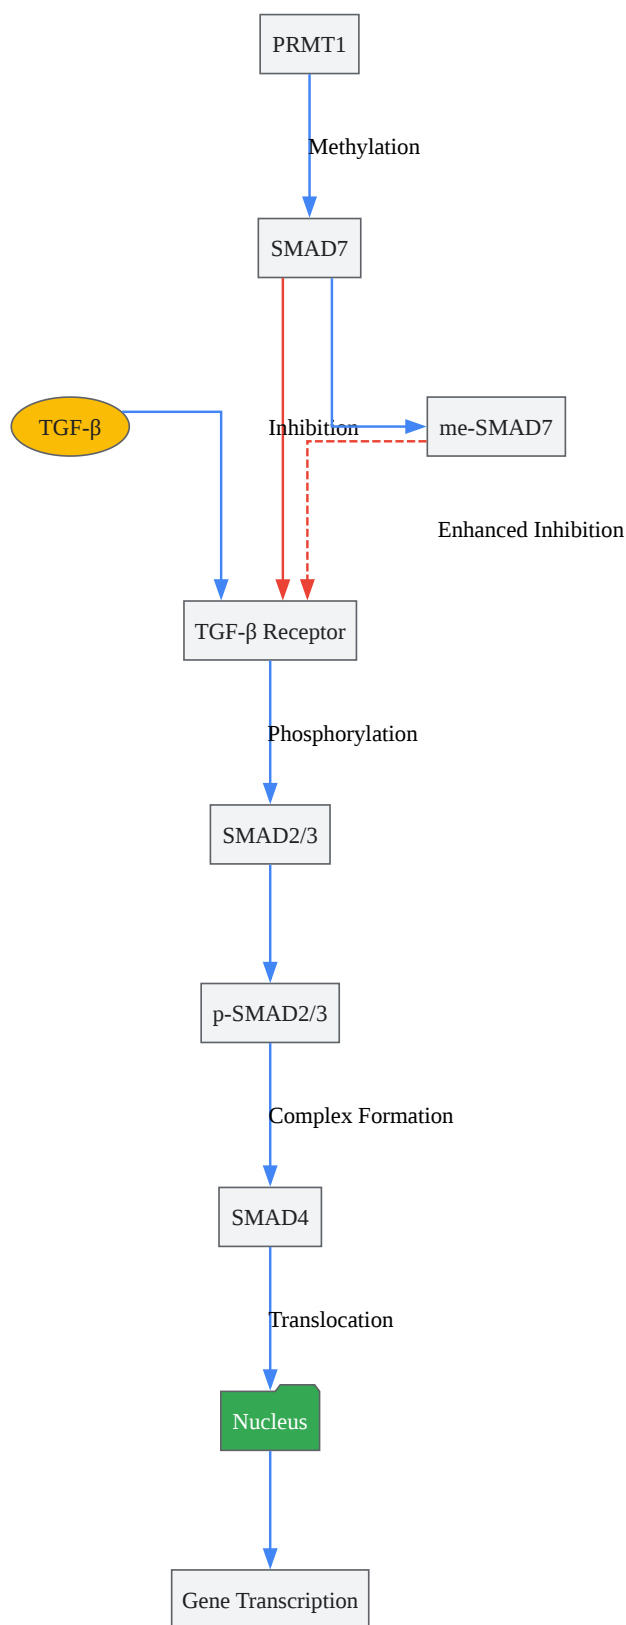 PRMT1
Methylation
SMAD7
TGF-β
Inhibition
me-SMAD7
Enhanced Inhibition
TGF-β Receptor
Phosphorylation
SMAD2/3
p-SMAD2/3
Complex Formation
SMAD4
Translocation
Nucleus
Gene Transcription